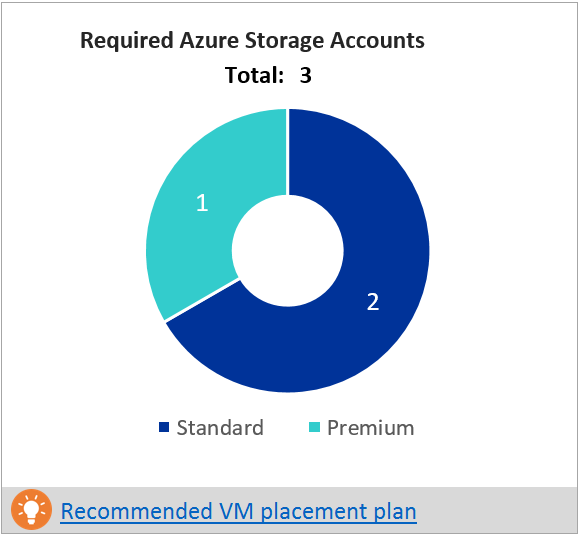 Required Azure Storage Accounts
Total: 3
1
2
Standard Premium
Recommended VM placement plan